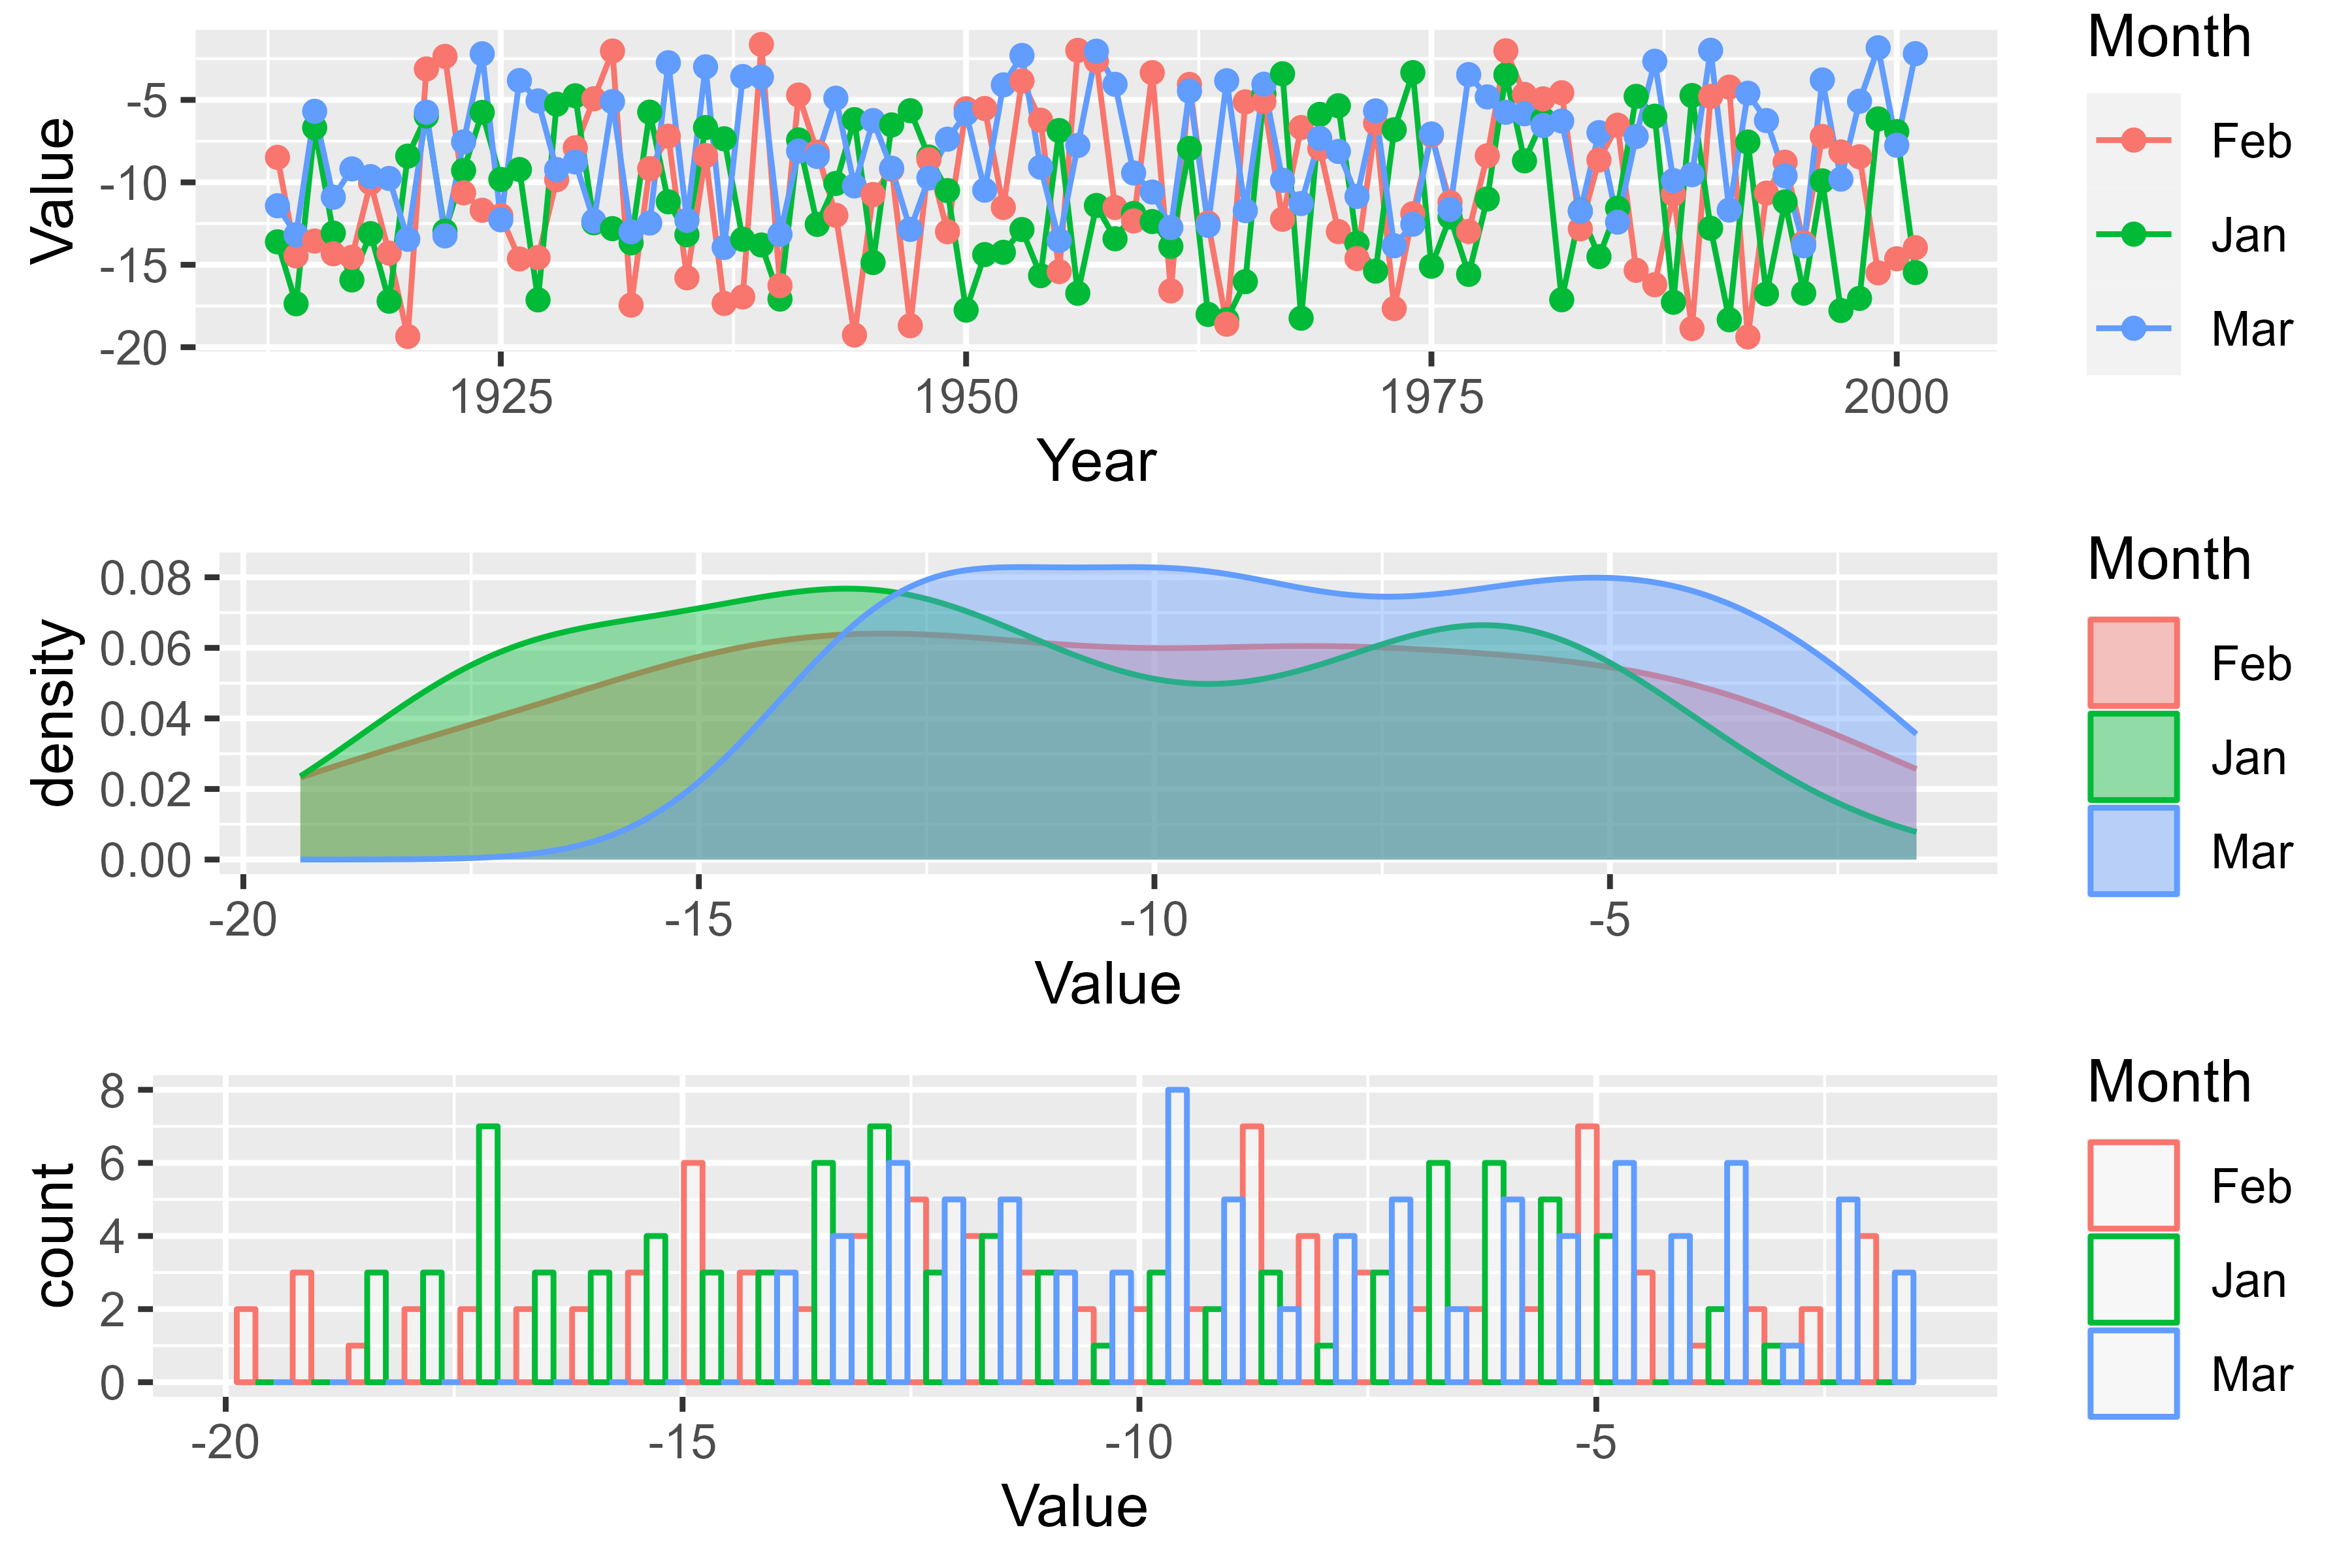 Month
Feb
Jan
Mar
Value
-5
-10
-15
-20
1925 1950 1975 2000
Year
Month
Feb
Jan
Mar
density
0.08
0.06
0.04
0.02
0.00
-20 -15 -10 -5
Value
Month
Feb
Jan
Mar
count
8
6
4
2
0
-20 -15 -10 -5
Value